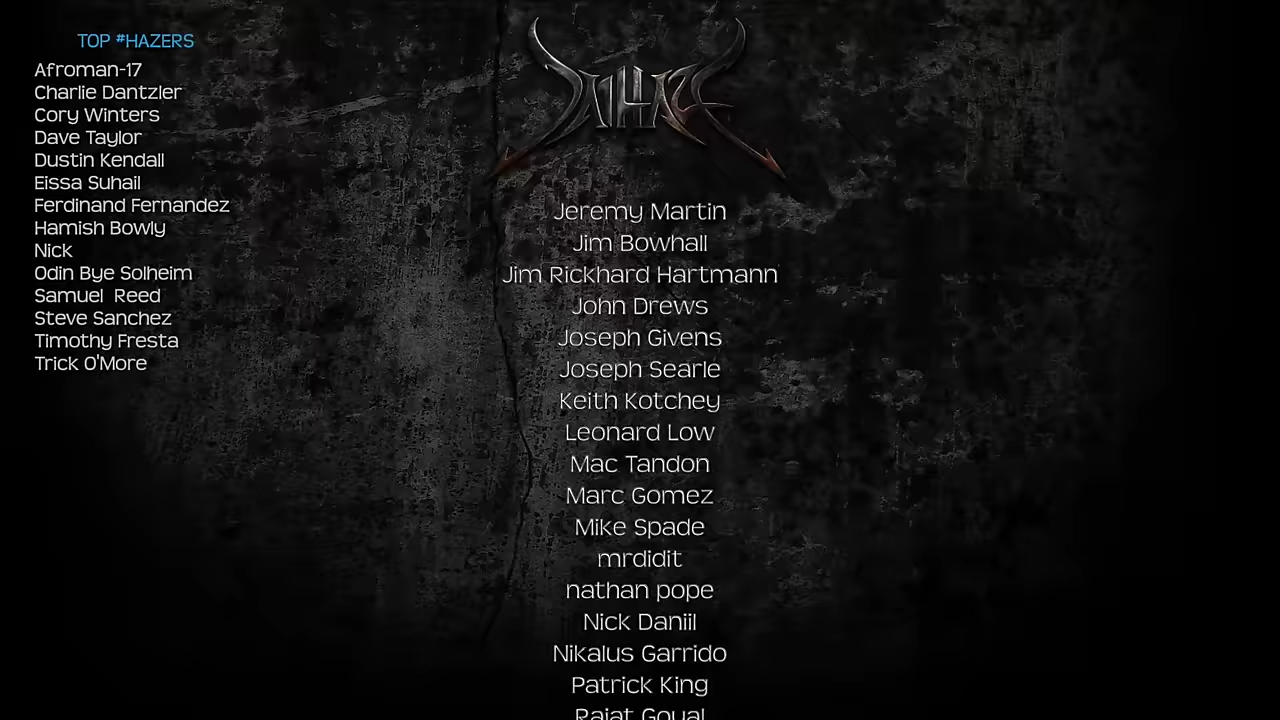 TOP #HAZERS
Afroman-17
Charlie Dantzler
Cory Winters
Dave Taylor
Dustin Kendall
Eissa Suhail
Ferdinand Fernandez
Hamish Bowly
Nick
Odin Bye Solheim
Samuel Reed
Steve Sanchez
Timothy Fresta
Trick O'More
Jeremy Martin
Jim Bowhall
Jim Rickhard Hartmann
John Drews
Joseph Givens
Joseph Searle
Keith Kotchey
Leonard Low
Mac Tandon
Marc Gomez
Mike Spade
mrdidit
nathan pope
Nick Daniil
Nikalus Garrido
Patrick King
Rajat Goyal